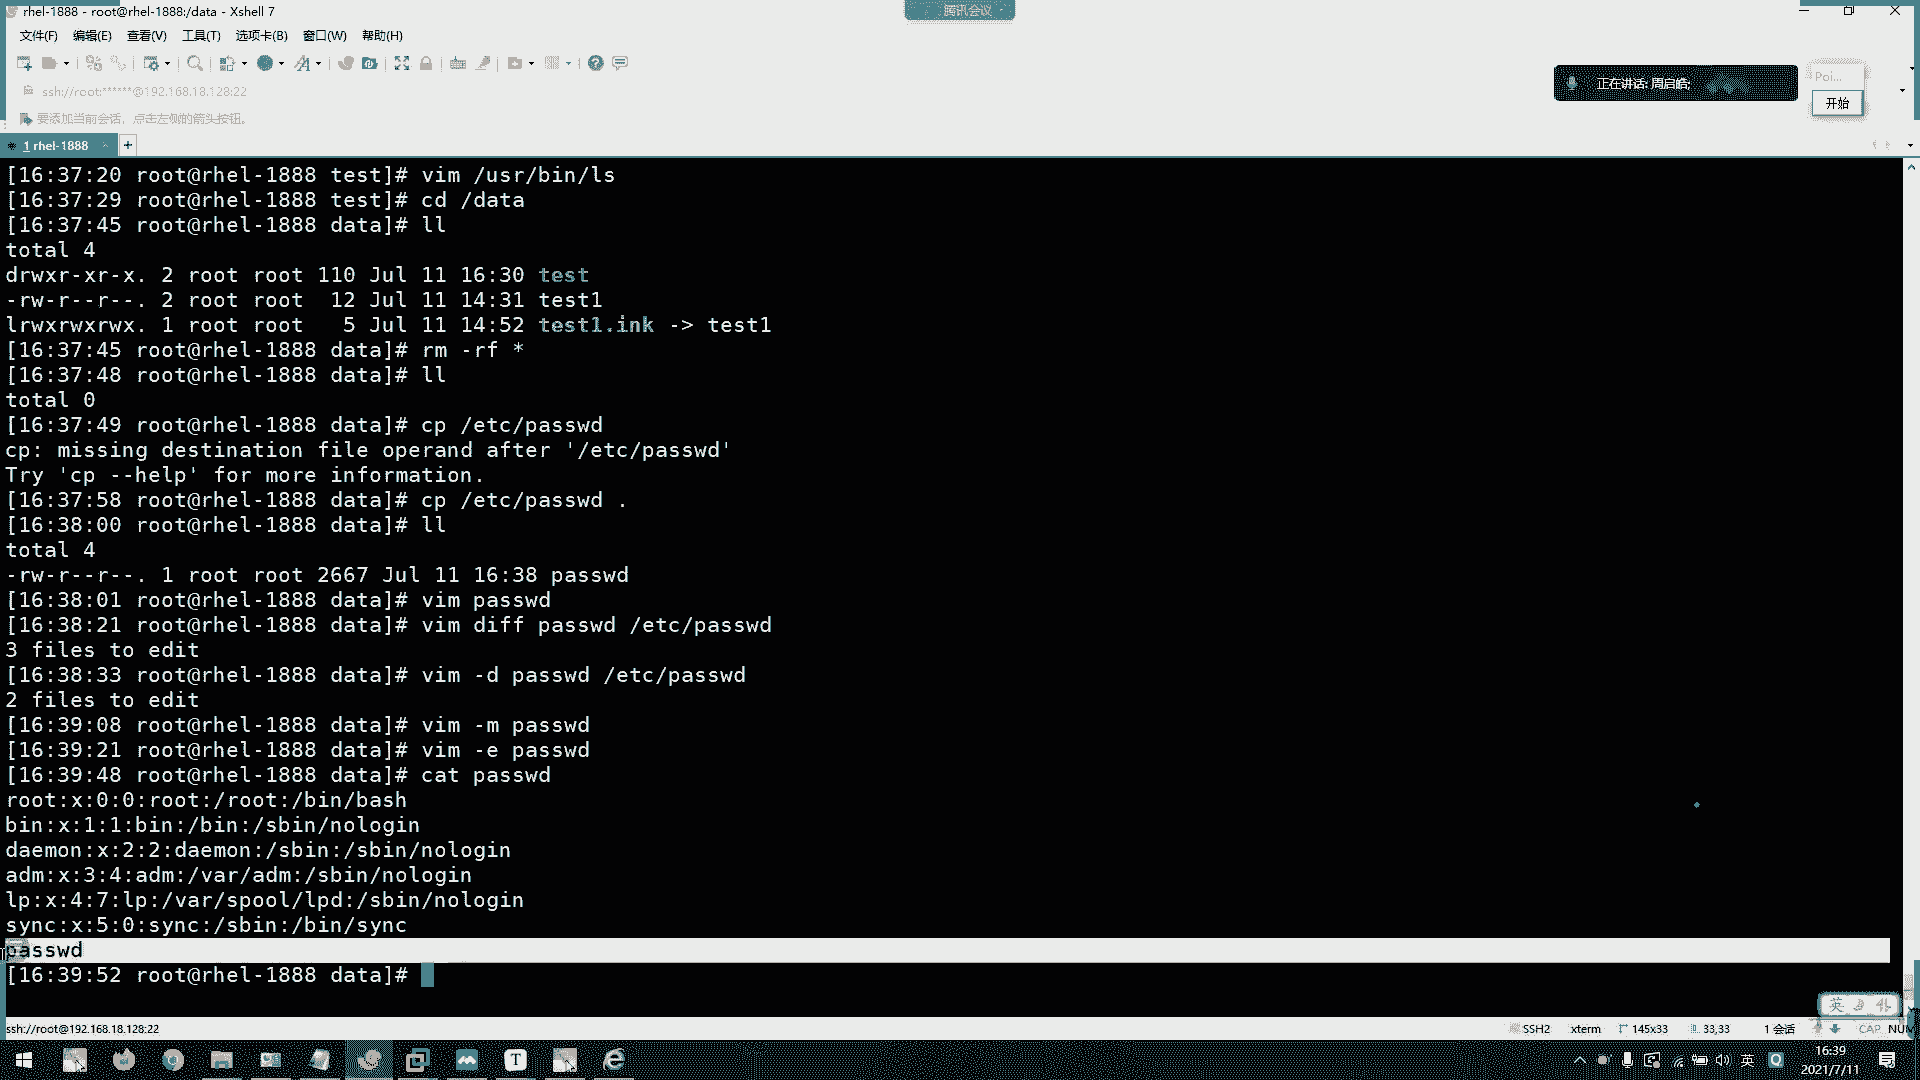 rhel-1888 - root@rhel-1888:/data - Xshell 7
腾讯会议
文件(F) 编辑(E) 查看(V) 工具(T) 选项卡(B) 窗口(W) 帮助(H)
ssh://root:******@192.168.18.128:22
正在讲话: 周启皓;
Poi...
开始
要添加当前会话，点击左侧的箭头按钮。
1 rhel-1888
[16:37:20 root@rhel-1888 test]# vim /usr/bin/ls
[16:37:29 root@rhel-1888 test]# cd /data
[16:37:45 root@rhel-1888 data]# ll
total 4
drwxr-xr-x. 2 root root 110 Jul 11 16:30 test
-rw-r--r--. 2 root root  12 Jul 11 14:31 test1
lrwxrwxrwx. 1 root root   5 Jul 11 14:52 test1.ink -> test1
[16:37:45 root@rhel-1888 data]# rm -rf *
[16:37:48 root@rhel-1888 data]# ll
total 0
[16:37:49 root@rhel-1888 data]# cp /etc/passwd
cp: missing destination file operand after '/etc/passwd'
Try 'cp --help' for more information.
[16:37:58 root@rhel-1888 data]# cp /etc/passwd .
[16:38:00 root@rhel-1888 data]# ll
total 4
-rw-r--r--. 1 root root 2667 Jul 11 16:38 passwd
[16:38:01 root@rhel-1888 data]# vim passwd
[16:38:21 root@rhel-1888 data]# vim diff passwd /etc/passwd
3 files to edit
[16:38:33 root@rhel-1888 data]# vim -d passwd /etc/passwd
2 files to edit
[16:39:08 root@rhel-1888 data]# vim -m passwd
[16:39:21 root@rhel-1888 data]# vim -e passwd
[16:39:48 root@rhel-1888 data]# cat passwd
root:x:0:0:root:/root:/bin/bash
bin:x:1:1:bin:/bin:/sbin/nologin
daemon:x:2:2:daemon:/sbin:/sbin/nologin
adm:x:3:4:adm:/var/adm:/sbin/nologin
lp:x:4:7:lp:/var/spool/lpd:/sbin/nologin
sync:x:5:0:sync:/sbin:/bin/sync
passwd
[16:39:52 root@rhel-1888 data]#
英
ssh://root@192.168.18.128:22 SSH2 xterm 145x33 33,33 1 会话 CAP NUM
英
16:39
2021/7/11